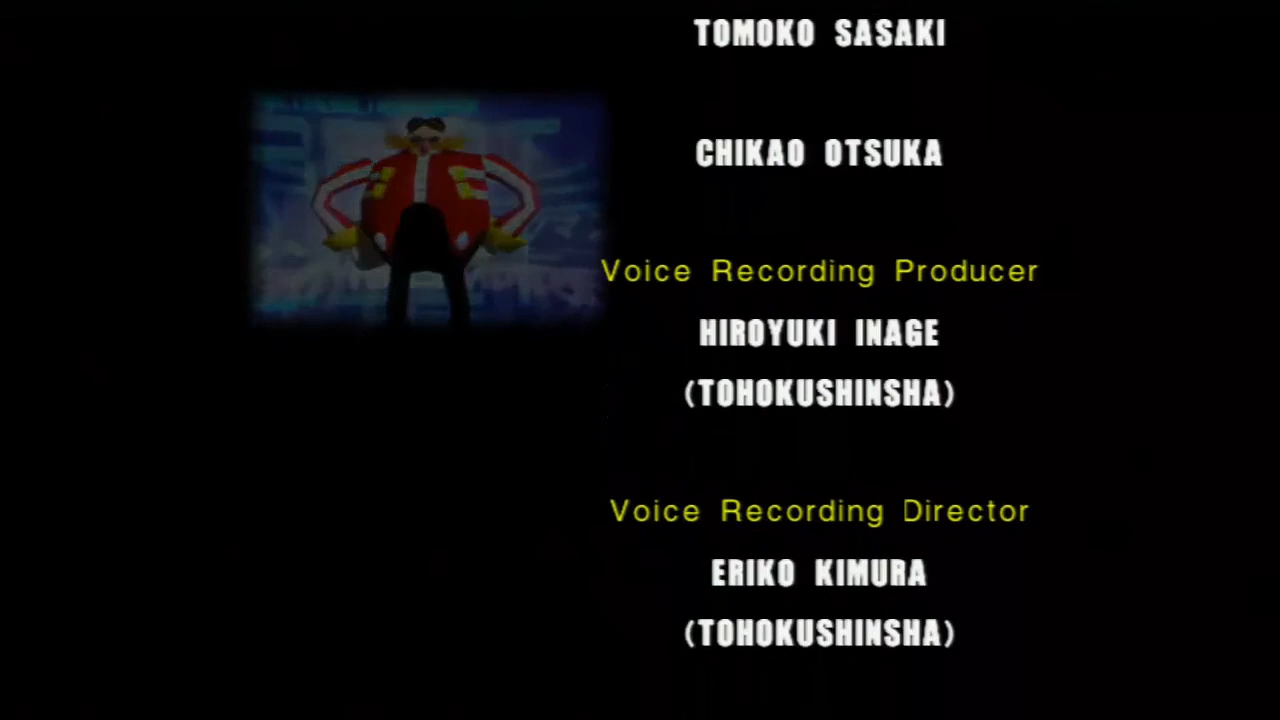 TOMOKO SASAKI
CHIKAO OTSUKA
Voice Recording Producer
HIROYUKI INAGE
(TOHOKUSHINSHA)
Voice Recording Director
ERIKO KIMURA
(TOHOKUSHINSHA)